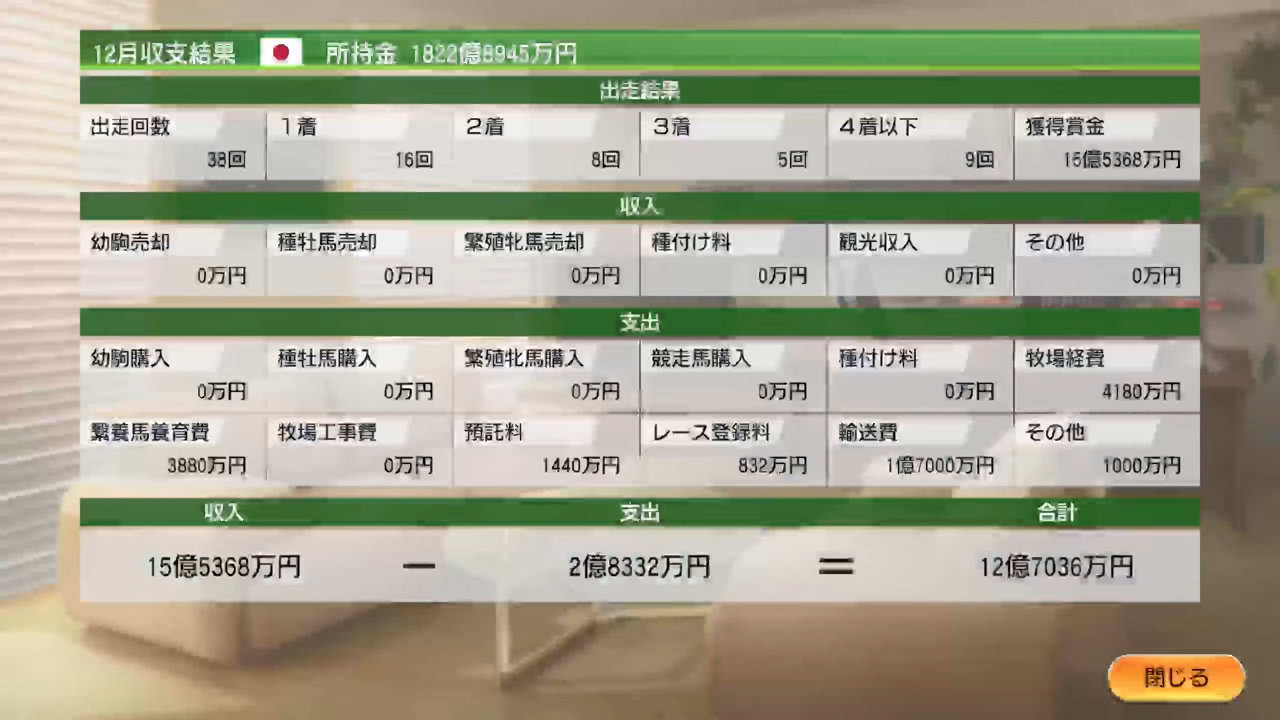 12月収支結果 所持金 1822億8945万円
出走結果
出走回数 1着 2着 3着 4着以下 獲得賞金
38回 16回 8回 5回 9回 15億5368万円
収入
幼駒売却 種牡馬売却 繁殖牝馬売却 種付け料 観光収入 その他
0万円 0万円 0万円 0万円 0万円 0万円
支出
幼駒購入 種牡馬購入 繁殖牝馬購入 競走馬購入 種付け料 牧場経費
0万円 0万円 0万円 0万円 0万円 4180万円
繋養馬養育費 牧場工事費 預託料 レース登録料 輸送費 その他
3880万円 0万円 1440万円 832万円 1億7000万円 1000万円
収入 支出 合計
15億5368万円 － 2億8332万円 ＝ 12億7036万円
閉じる